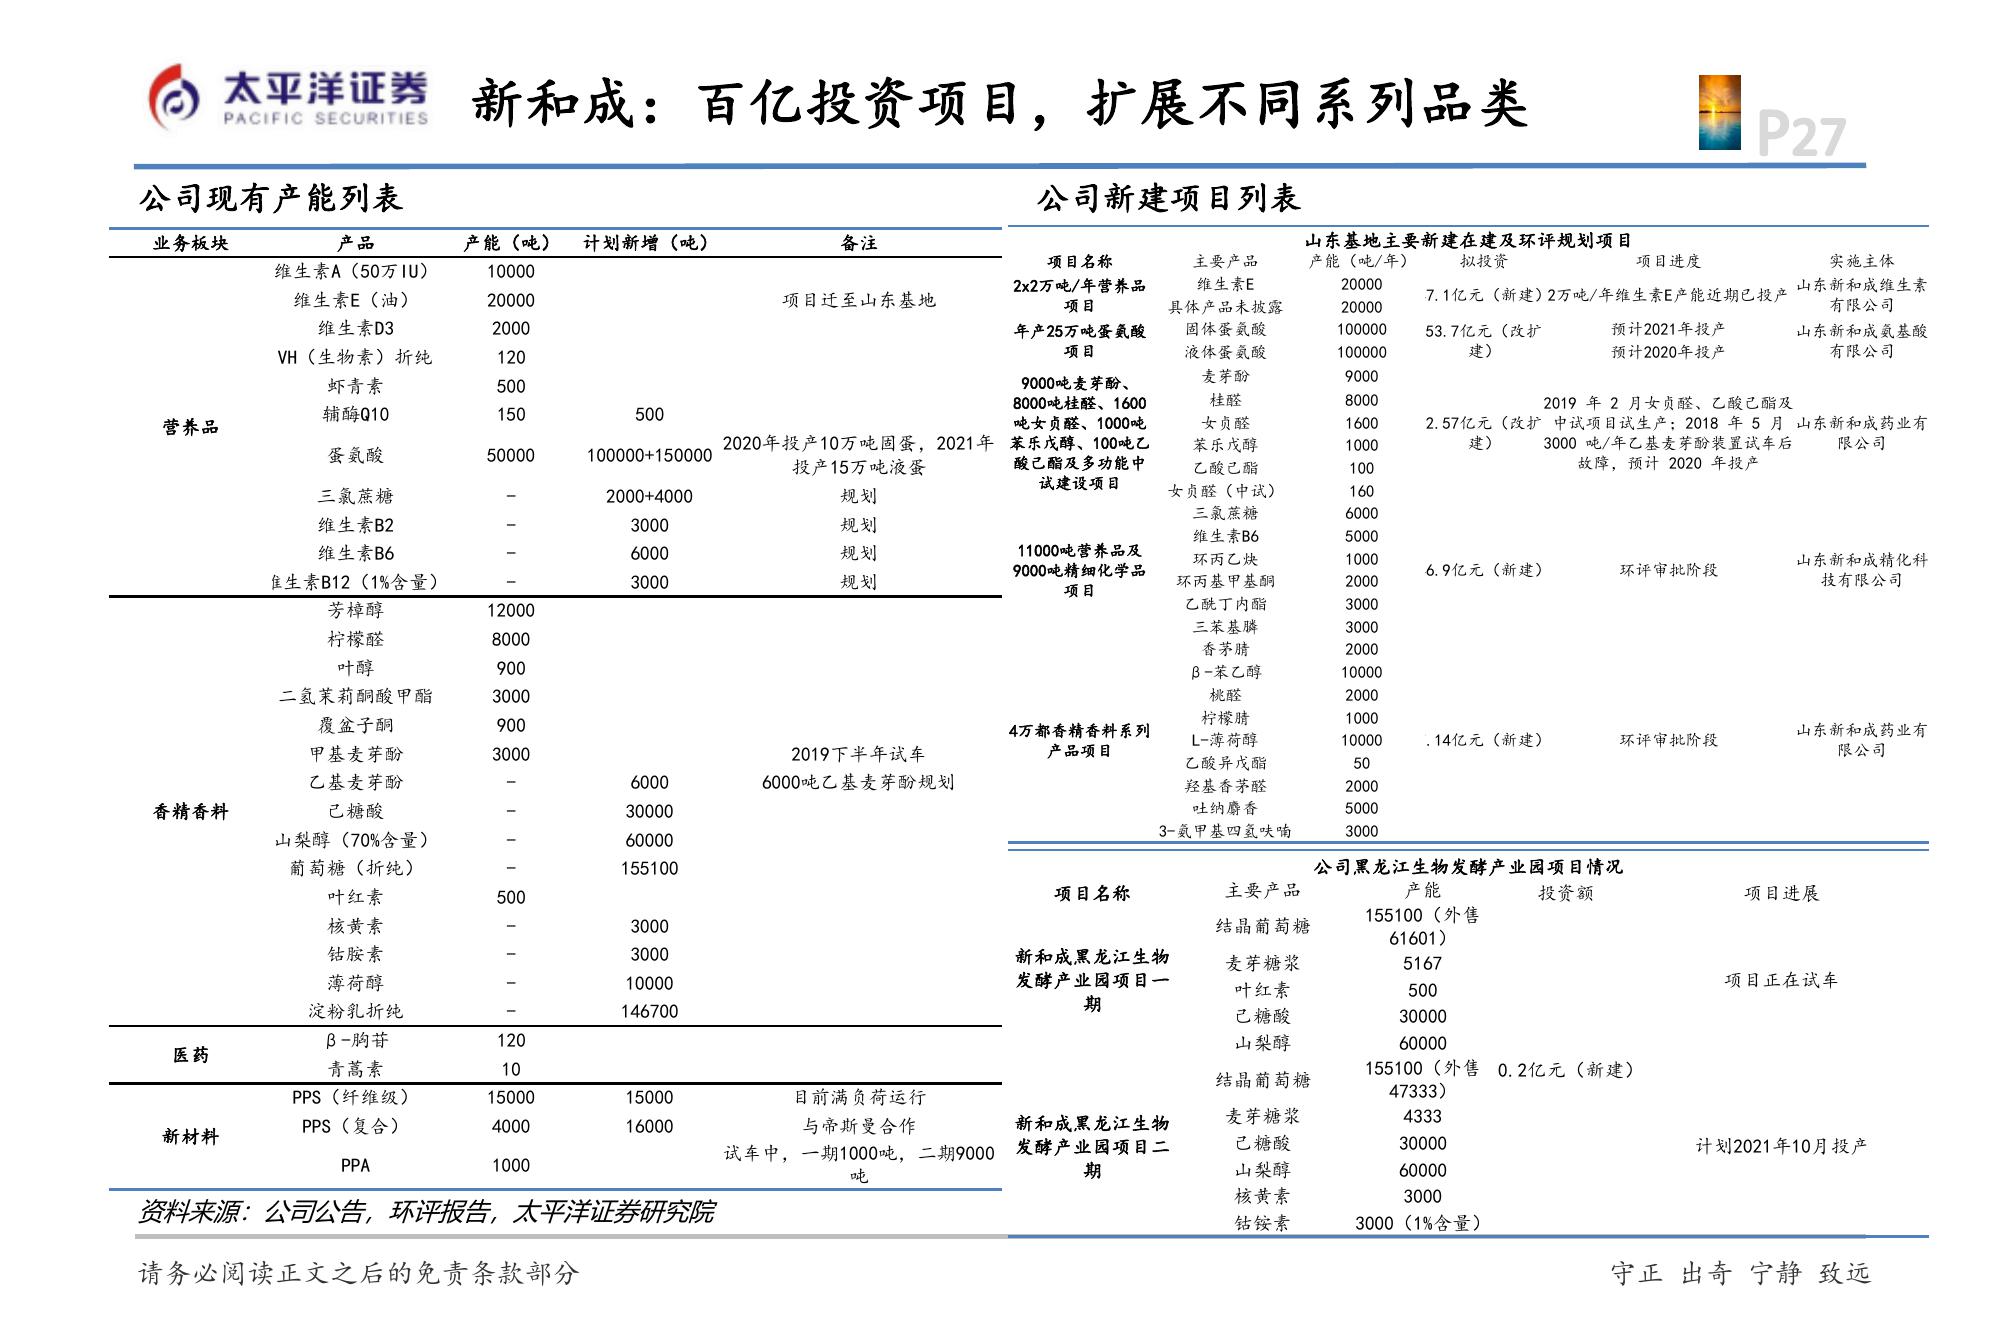 太平洋证券
PACIFIC SECURITIES
新和成：百亿投资项目，扩展不同系列品类
P27
公司现有产能列表
业务板块 产品 产能（吨） 计划新增（吨） 备注
营养品
维生素A（50万IU） 10000
维生素E（油） 20000 项目迁至山东基地
维生素D3 2000
VH（生物素）折纯 120
虾青素 500
辅酶Q10 150 500
蛋氨酸 50000 100000+150000 2020年投产10万吨固蛋，2021年
投产15万吨液蛋
三氯蔗糖 - 2000+4000 规划
维生素B2 - 3000 规划
维生素B6 - 6000 规划
生素B12（1%含量） - 3000 规划
香精香料
芳樟醇 12000
柠檬醛 8000
叶醇 900
二氢茉莉酮酸甲酯 3000
覆盆子酮 900
甲基麦芽酚 3000 2019下半年试车
乙基麦芽酚 - 6000 6000吨乙基麦芽酚规划
己糖酸 - 30000
山梨醇（70%含量） - 60000
葡萄糖（折纯） - 155100
叶红素 500
核黄素 - 3000
钴胺素 - 3000
薄荷醇 - 10000
淀粉乳折纯 - 146700
医药
β-胸苷 120
青蒿素 10
新材料
PPS（纤维级） 15000 15000 目前满负荷运行
PPS（复合） 4000 16000 与帝斯曼合作
PPA 1000 试车中，一期1000吨，二期9000
吨
资料来源：公司公告，环评报告，太平洋证券研究院
公司新建项目列表
山东基地主要新建在建及环评规划项目
项目名称 主要产品 产能（吨/年） 拟投资 项目进度 实施主体
2x2万吨/年营养品
项目
维生素E 20000
具体产品未披露 20000
7.1亿元（新建） 2万吨/年维生素E产能近期已投产
山东新和成维生素
有限公司
年产25万吨蛋氨酸
项目
固体蛋氨酸 100000 预计2021年投产
液体蛋氨酸 100000 预计2020年投产
53.7亿元（改扩
建）
山东新和成氨基酸
有限公司
9000吨麦芽酚、
8000吨桂醛、1600
吨女贞醛、1000吨
苯乐戊醇、100吨乙
酸己酯及多功能中
试建设项目
麦芽酚 9000
桂醛 8000
女贞醛 1600
苯乐戊醇 1000
乙酸己酯 100
女贞醛（中试） 160
2.57亿元（改扩
建）
2019 年 2 月女贞醛、乙酸己酯及
中试项目试生产；2018 年 5 月
3000 吨/年乙基麦芽酚装置试车后
故障，预计 2020 年投产
山东新和成药业有
限公司
11000吨营养品及
9000吨精细化学品
项目
三氯蔗糖 6000
维生素B6 5000
环丙乙炔 1000
环丙基甲基酮 2000
乙酰丁内酯 3000
三苯基膦 3000
6.9亿元（新建） 环评审批阶段
山东新和成精化科
技有限公司
4万都香精香料系列
产品项目
香茅腈 2000
β-苯乙醇 10000
桃醛 2000
柠檬腈 1000
L-薄荷醇 10000
乙酸异戊酯 50
羟基香茅醛 2000
吐纳麝香 5000
3-氨甲基四氢呋喃 3000
.14亿元（新建） 环评审批阶段
山东新和成药业有
限公司
公司黑龙江生物发酵产业园项目情况
项目名称 主要产品 产能 投资额 项目进展
新和成黑龙江生物
发酵产业园项目一
期
结晶葡萄糖 155100（外售
61601）
麦芽糖浆 5167
叶红素 500
己糖酸 30000
山梨醇 60000
项目正在试车
0.2亿元（新建）
新和成黑龙江生物
发酵产业园项目二
期
结晶葡萄糖 155100（外售
47333）
麦芽糖浆 4333
己糖酸 30000
山梨醇 60000
核黄素 3000
钴铵素 3000（1%含量）
计划2021年10月投产
请务必阅读正文之后的免责条款部分
守正 出奇 宁静 致远